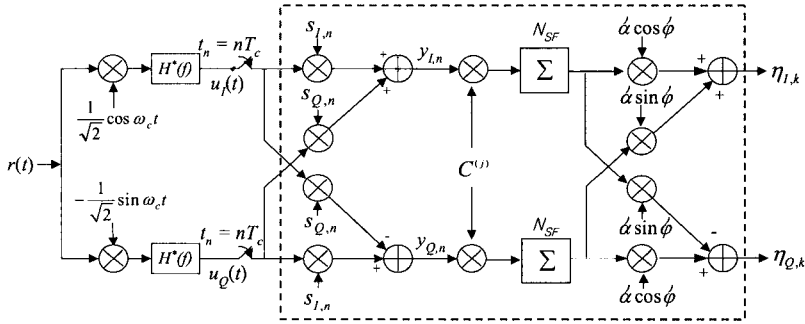 s_{I,n}
N_{SF}
ά cos φ́
t_n = nT_c
+
y_{I,n}
Σ
+
η_{I,k}
H*(f)
u_I(t)
+
+
s_{Q,n}
ά sin φ́
1/√2 cos ω_c t
r(t)
C^{(j)}
-1/√2 sin ω_c t
s_{Q,n}
ά sin φ́
t_n = nT_c
-
y_{Q,n}
N_{SF}
-
H*(f)
u_Q(t)
+
Σ
+
η_{Q,k}
s_{I,n}
ά cos φ́